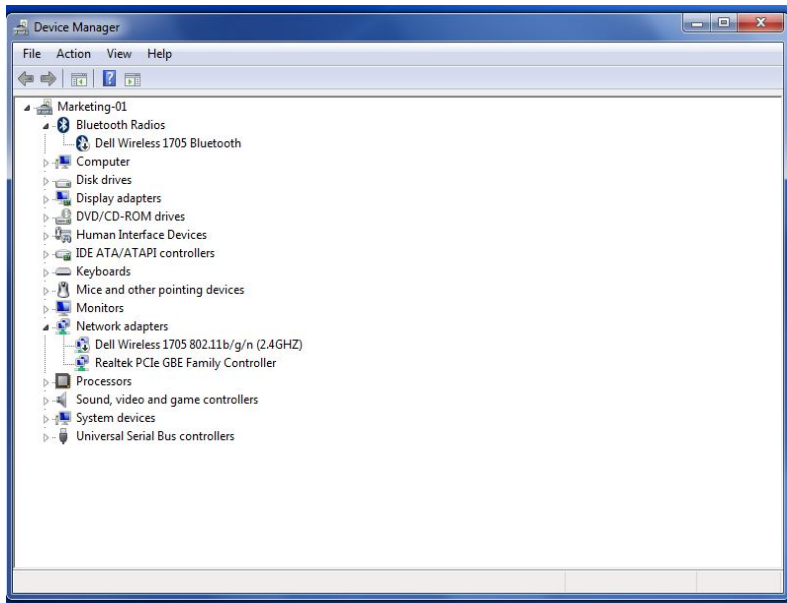 Device Manager
File Action View Help
Marketing-01
Bluetooth Radios
Dell Wireless 1705 Bluetooth
Computer
Disk drives
Display adapters
DVD/CD-ROM drives
Human Interface Devices
IDE ATA/ATAPI controllers
Keyboards
Mice and other pointing devices
Monitors
Network adapters
Dell Wireless 1705 802.11b/g/n (2.4GHZ)
Realtek PCIe GBE Family Controller
Processors
Sound, video and game controllers
System devices
Universal Serial Bus controllers